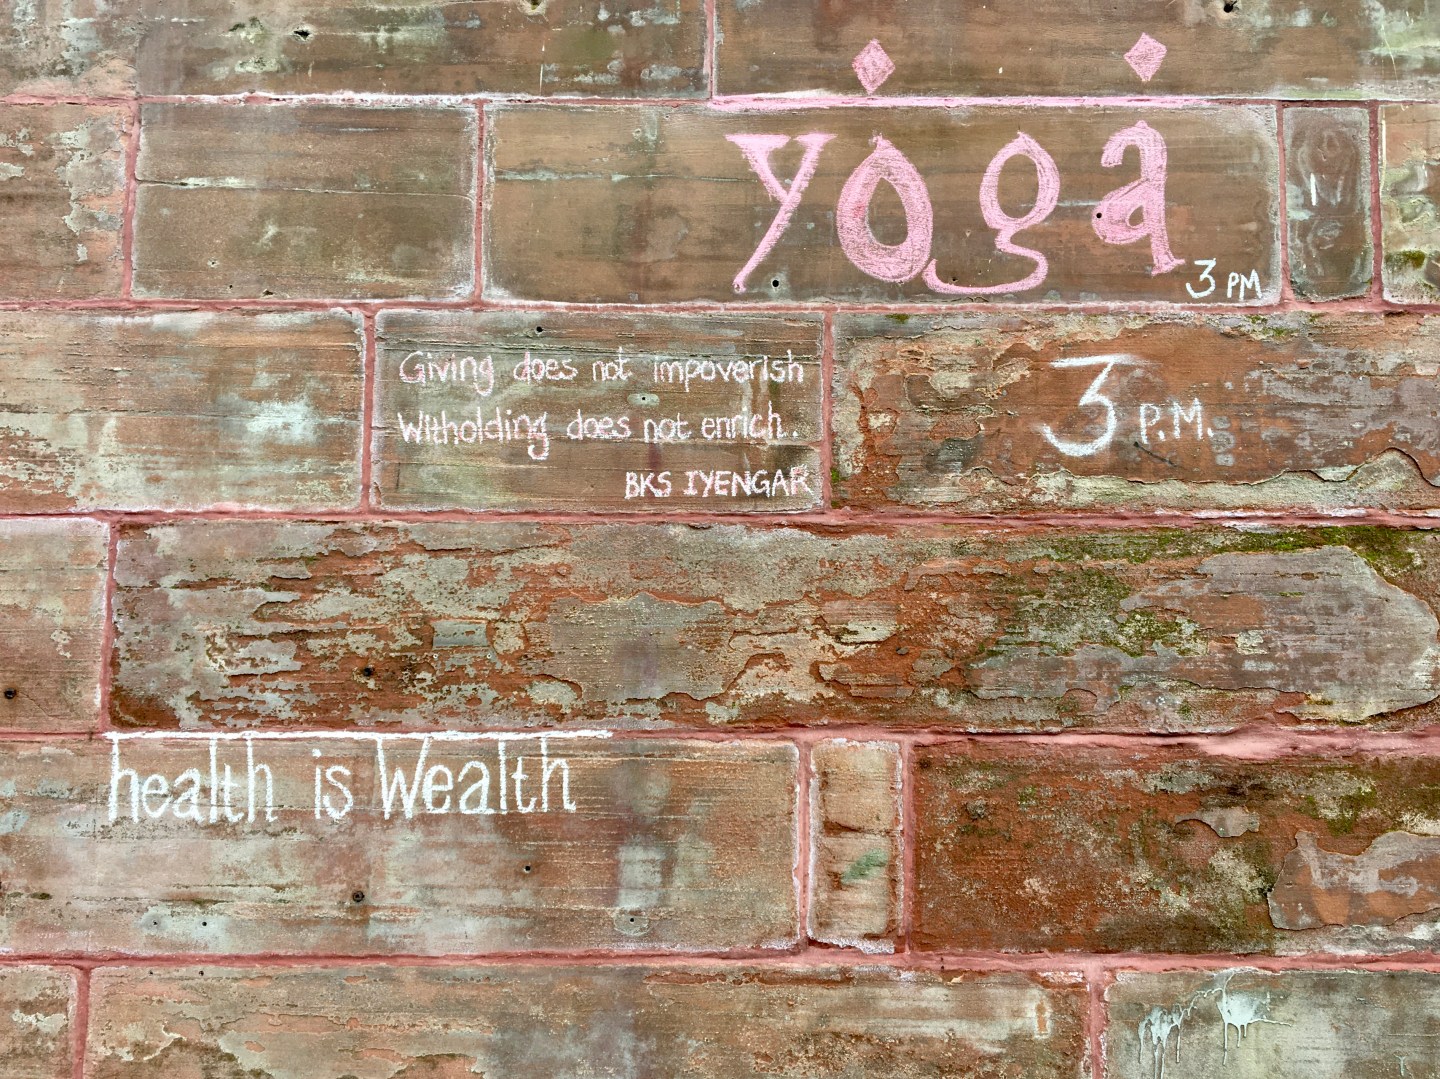 yoga
3 PM
Giving does not impoverish
Witholding does not enrich.
BKS IYENGAR
3 P.M.
health is Wealth